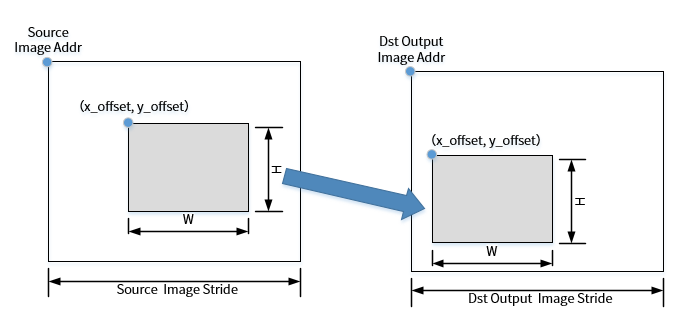 Source
Image Addr
(x_offset, y_offset)
H
W
Source Image Stride
Dst Output
Image Addr
(x_offset, y_offset)
H
W
Dst Output Image Stride